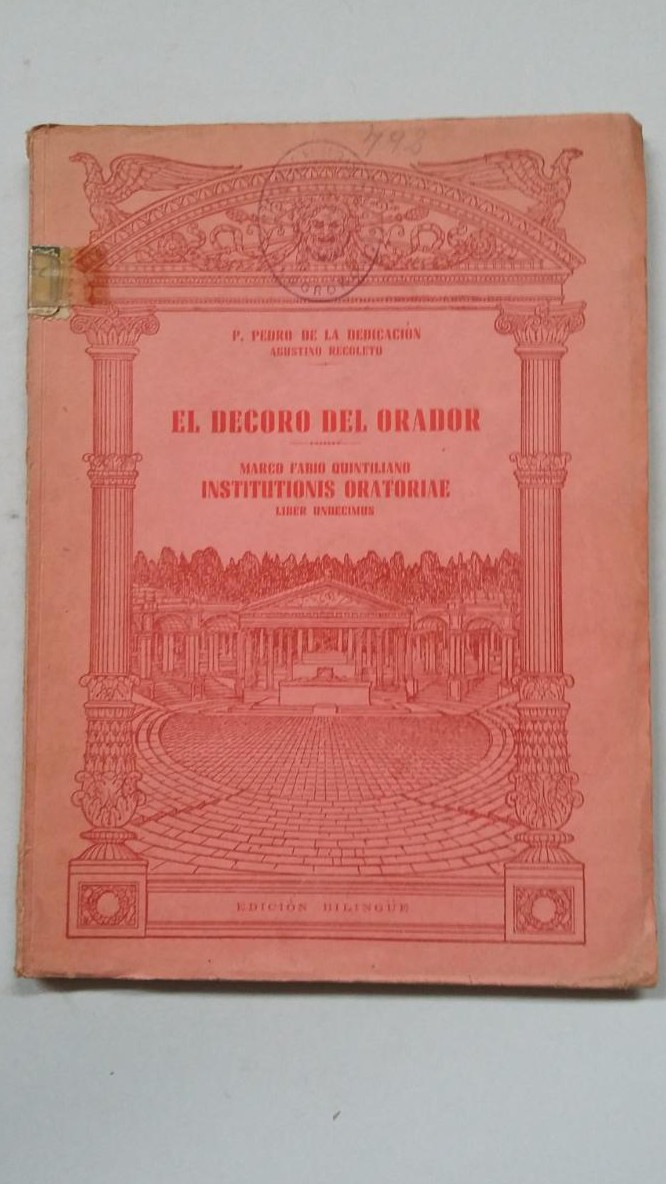 498
P. PEDRO DE LA DEDICACIÓN
AGUSTINO RECOLETO
EL DECORO DEL ORADOR
MARCO FABIO QUINTILIANO
INSTITUTIONIS ORATORIAE
LIBER UNDECIMUS
EDICIÓN BILINGÜE